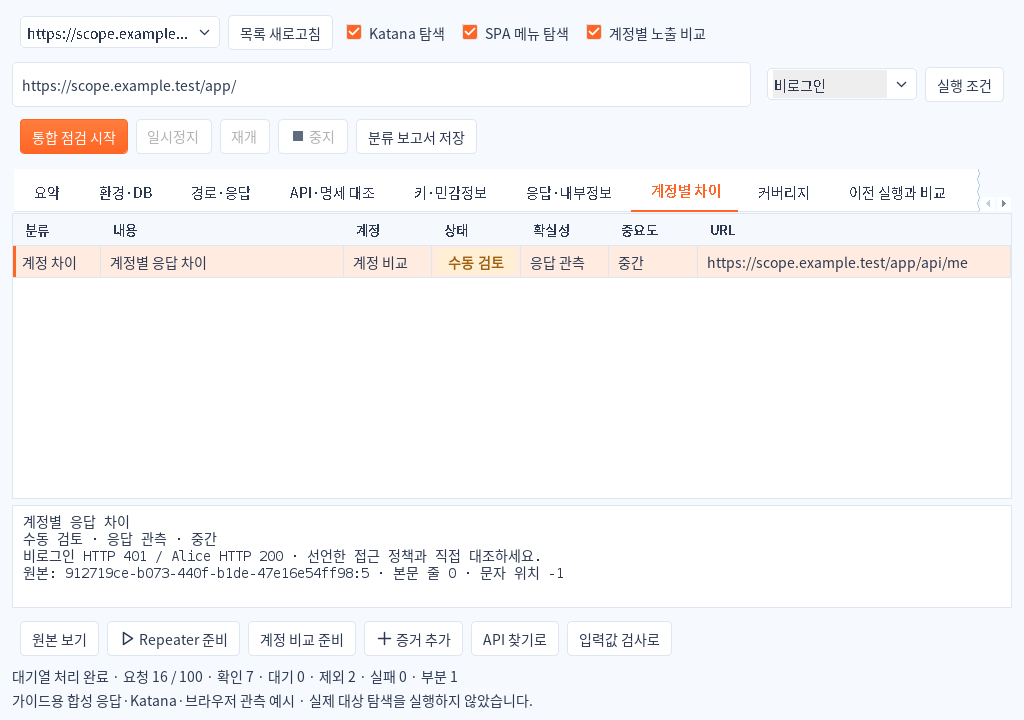 https://scope.example... 목록 새로고침 Katana 탐색 SPA 메뉴 탐색 계정별 노출 비교
https://scope.example.test/app/ 비로그인 실행 조건
통합 점검 시작 일시정지 재개 중지 분류 보고서 저장
요약 환경·DB 경로·응답 API·명세 대조 키·민감정보 응답·내부정보 계정별 차이 커버리지 이전 실행과 비교
분류 내용 계정 상태 확실성 중요도 URL
계정 차이 계정별 응답 차이 계정 비교 수동 검토 응답 관측 중간 https://scope.example.test/app/api/me
계정별 응답 차이
수동 검토 · 응답 관측 · 중간
비로그인 HTTP 401 / Alice HTTP 200 · 선언한 접근 정책과 직접 대조하세요.
원본: 912719ce-b073-440f-b1de-47e16e54ff98:5 · 본문 줄 0 · 문자 위치 -1
원본 보기 Repeater 준비 계정 비교 준비 증거 추가 API 찾기로 입력값 검사로
대기열 처리 완료 · 요청 16 / 100 · 확인 7 · 대기 0 · 제외 2 · 실패 0 · 부분 1
가이드용 합성 응답·Katana·브라우저 관측 예시 · 실제 대상 탐색을 실행하지 않았습니다.